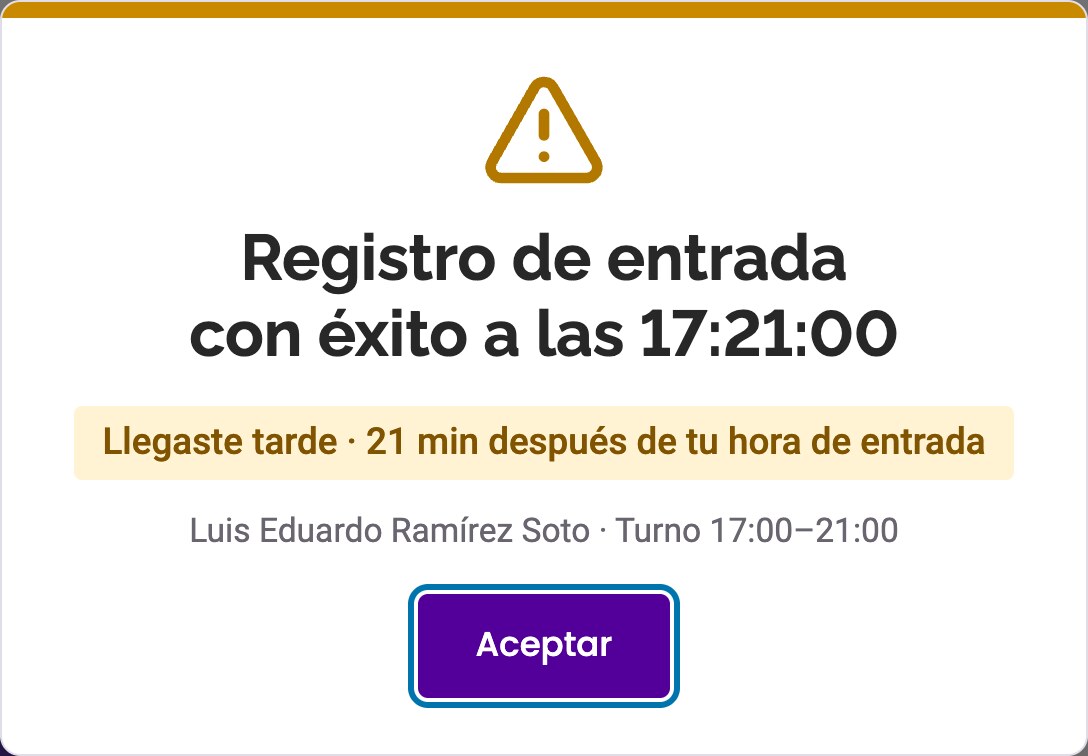 Registro de entrada
con éxito a las 17:21:00
Llegaste tarde · 21 min después de tu hora de entrada
Luis Eduardo Ramírez Soto · Turno 17:00–21:00
Aceptar